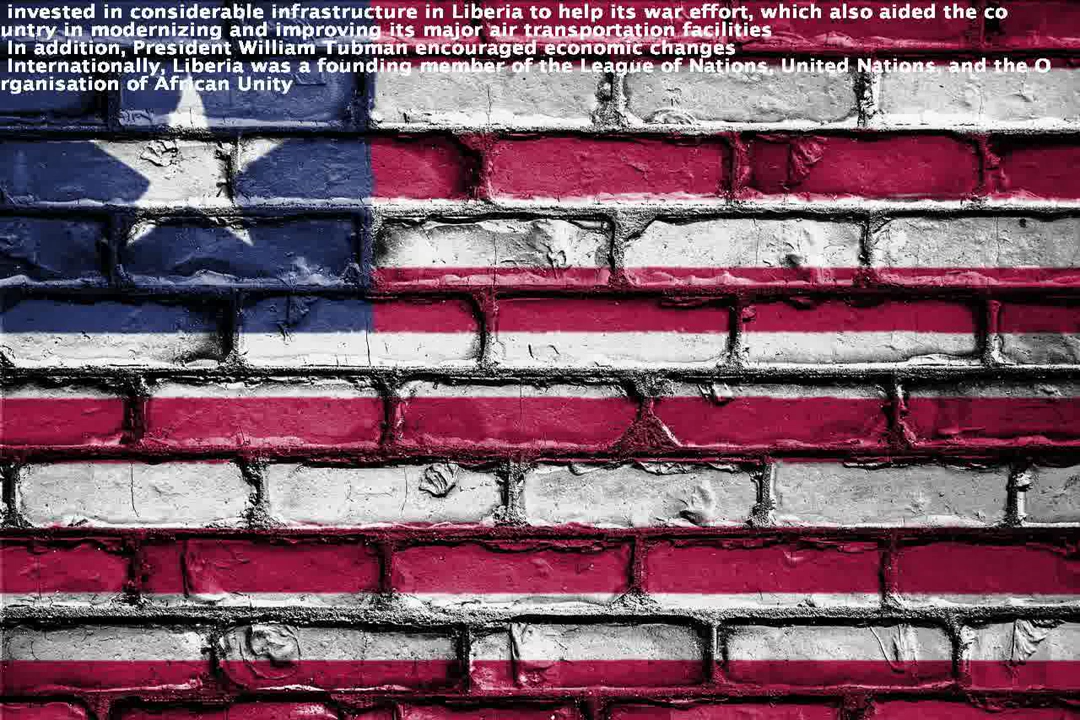 invested in considerable infrastructure in Liberia to help its war effort, which also aided the co
untry in modernizing and improving its major air transportation facilities
In addition, President William Tubman encouraged economic changes
Internationally, Liberia was a founding member of the League of Nations, United Nations, and the O
rganisation of African Unity